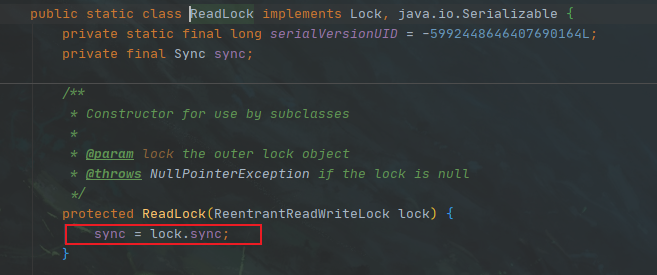 public static class ReadLock implements Lock, java.io.Serializable {
private static final long serialVersionUID = -5992448646407690164L;
private final Sync sync;
/**
* Constructor for use by subclasses
*
* @param lock the outer lock object
* @throws NullPointerException if the lock is null
*/
protected ReadLock(ReentrantReadWriteLock lock) {
sync = lock.sync;
}